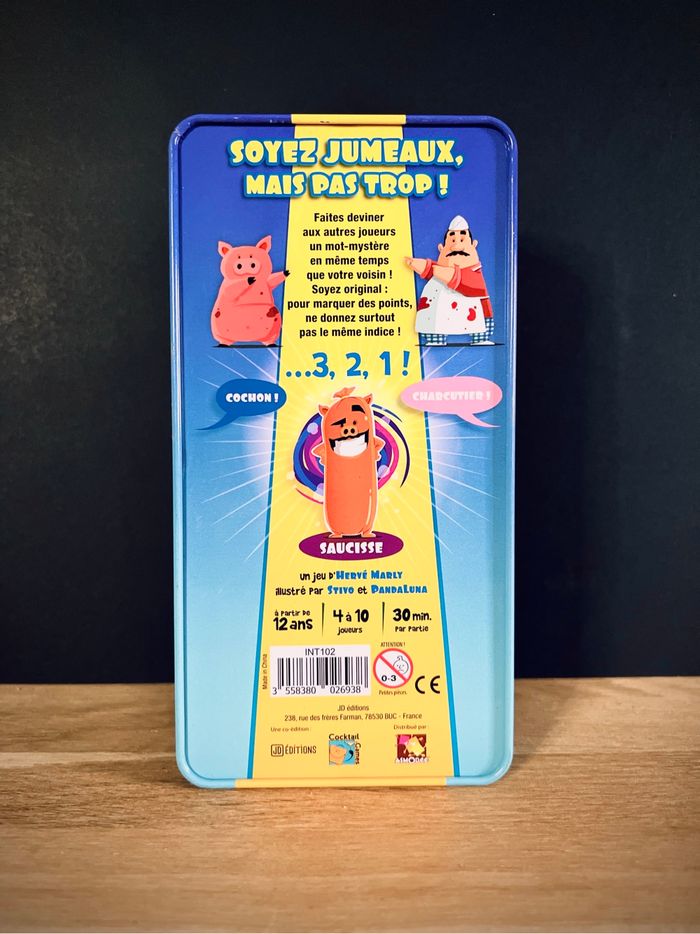 SOYEZ JUMEAUX,
MAIS PAS TROP !
Faites deviner
aux autres joueurs
un mot-mystère
en même temps
que votre voisin !
Soyez original :
pour marquer des points,
ne donnez surtout
pas le même indice !
...3, 2, 1 !
COCHON !
CHARCUTIER !
SAUCISSE
un jeu d'Hervé Marly
illustré par Stivo et PandaLuna
à partir de
12 ans
4 à 10
joueurs
30 min.
par partie
Made in China
INT102
3 558380 026938
ATTENTION !
0-3
Petites pièces.
CE
JD éditions
238, rue des frères Farman, 78530 BUC - France
Une co-édition :
JD ÉDITIONS
Cocktail
Games
Distribué par :
ASMODEE